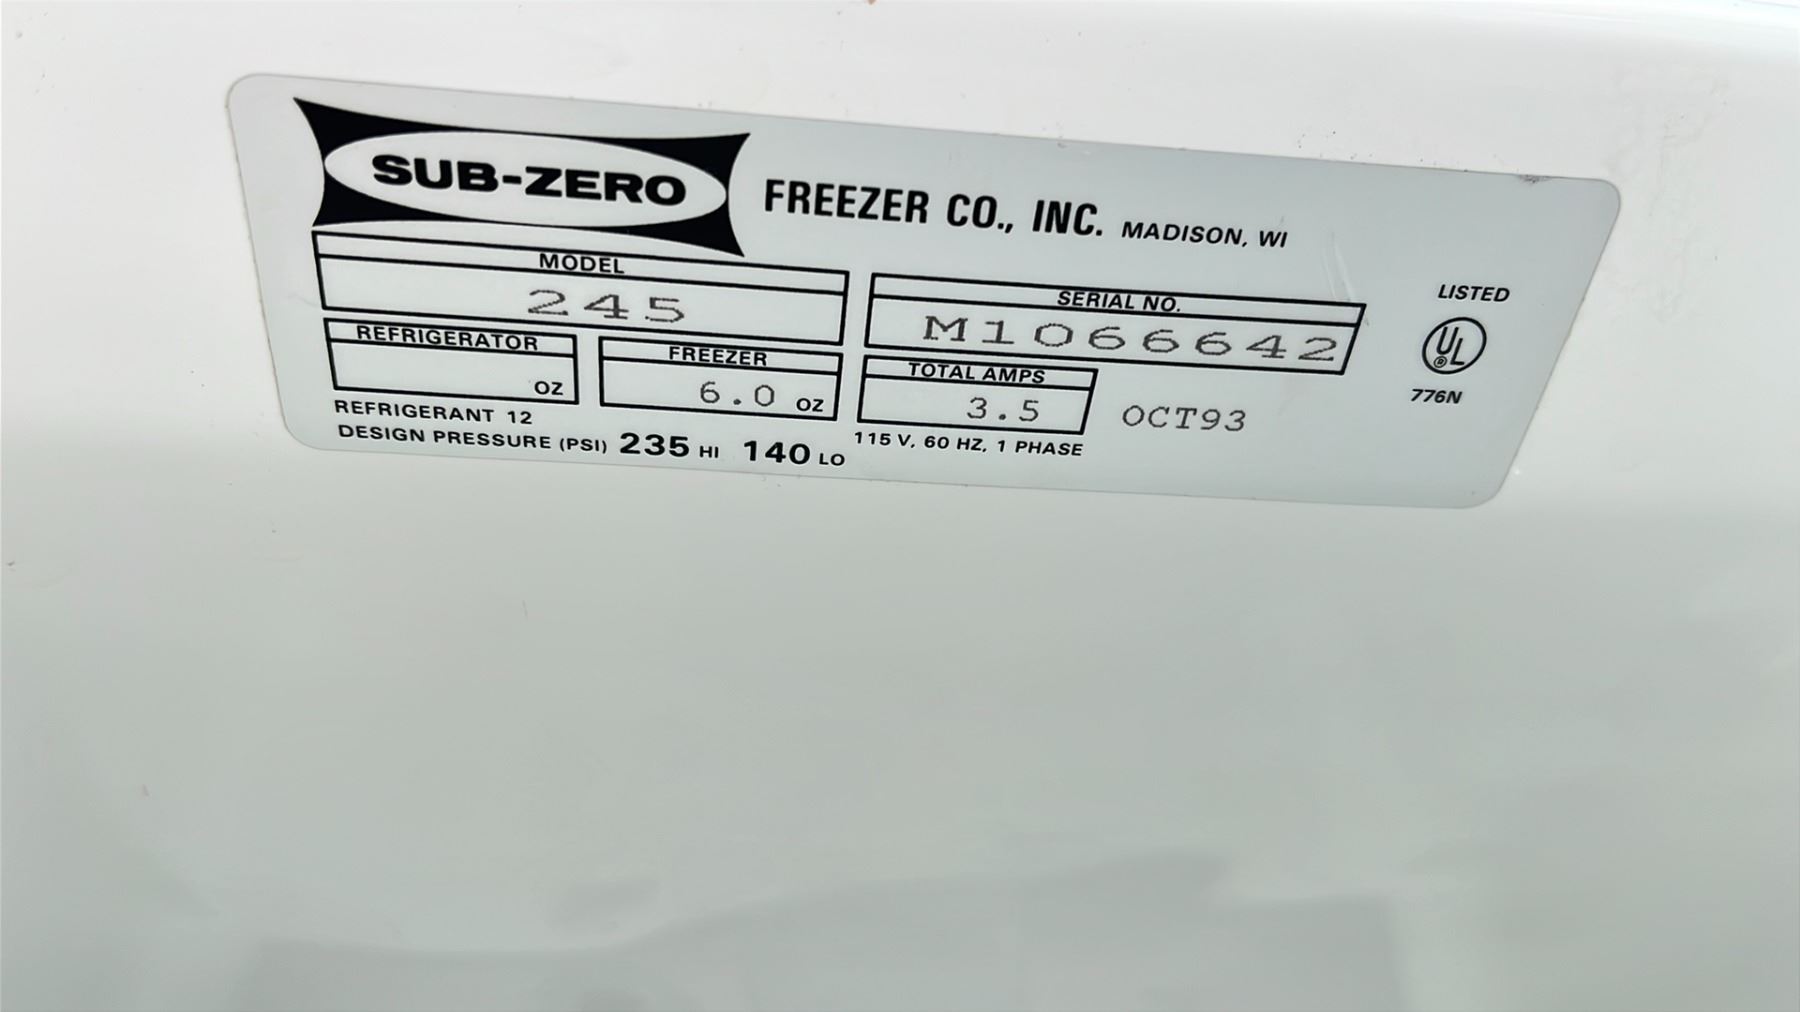 SUB-ZERO FREEZER CO., INC. MADISON, WI
MODEL
245
SERIAL NO.
M1066642
LISTED
UL ®
776N
REFRIGERATOR
OZ
FREEZER
6.0 OZ
TOTAL AMPS
3.5
OCT93
REFRIGERANT 12
DESIGN PRESSURE (PSI) 235 HI 140 LO
115 V, 60 HZ, 1 PHASE